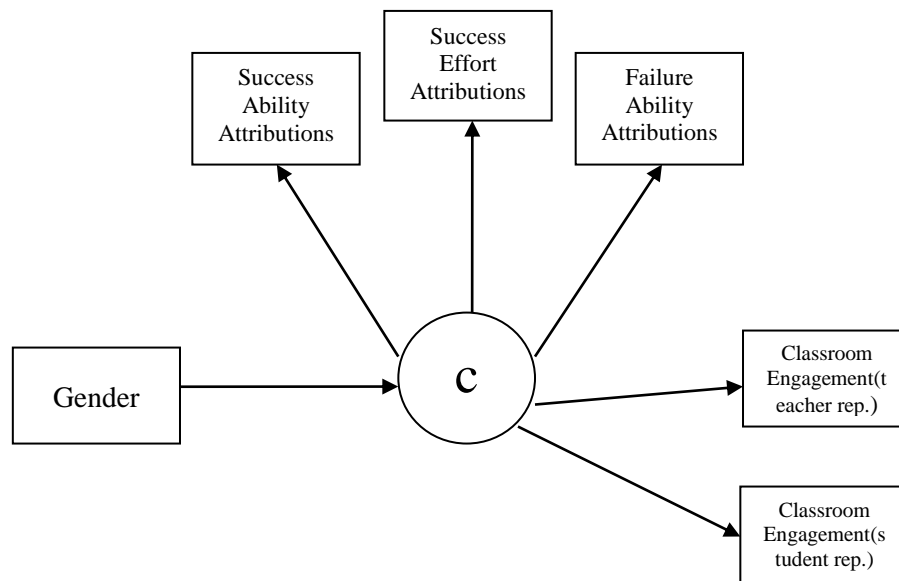 Success
Effort
Attributions
Success
Ability
Attributions
Failure
Ability
Attributions
Gender
c
Classroom
Engagement(t
eacher rep.)
Classroom
Engagement(s
tudent rep.)